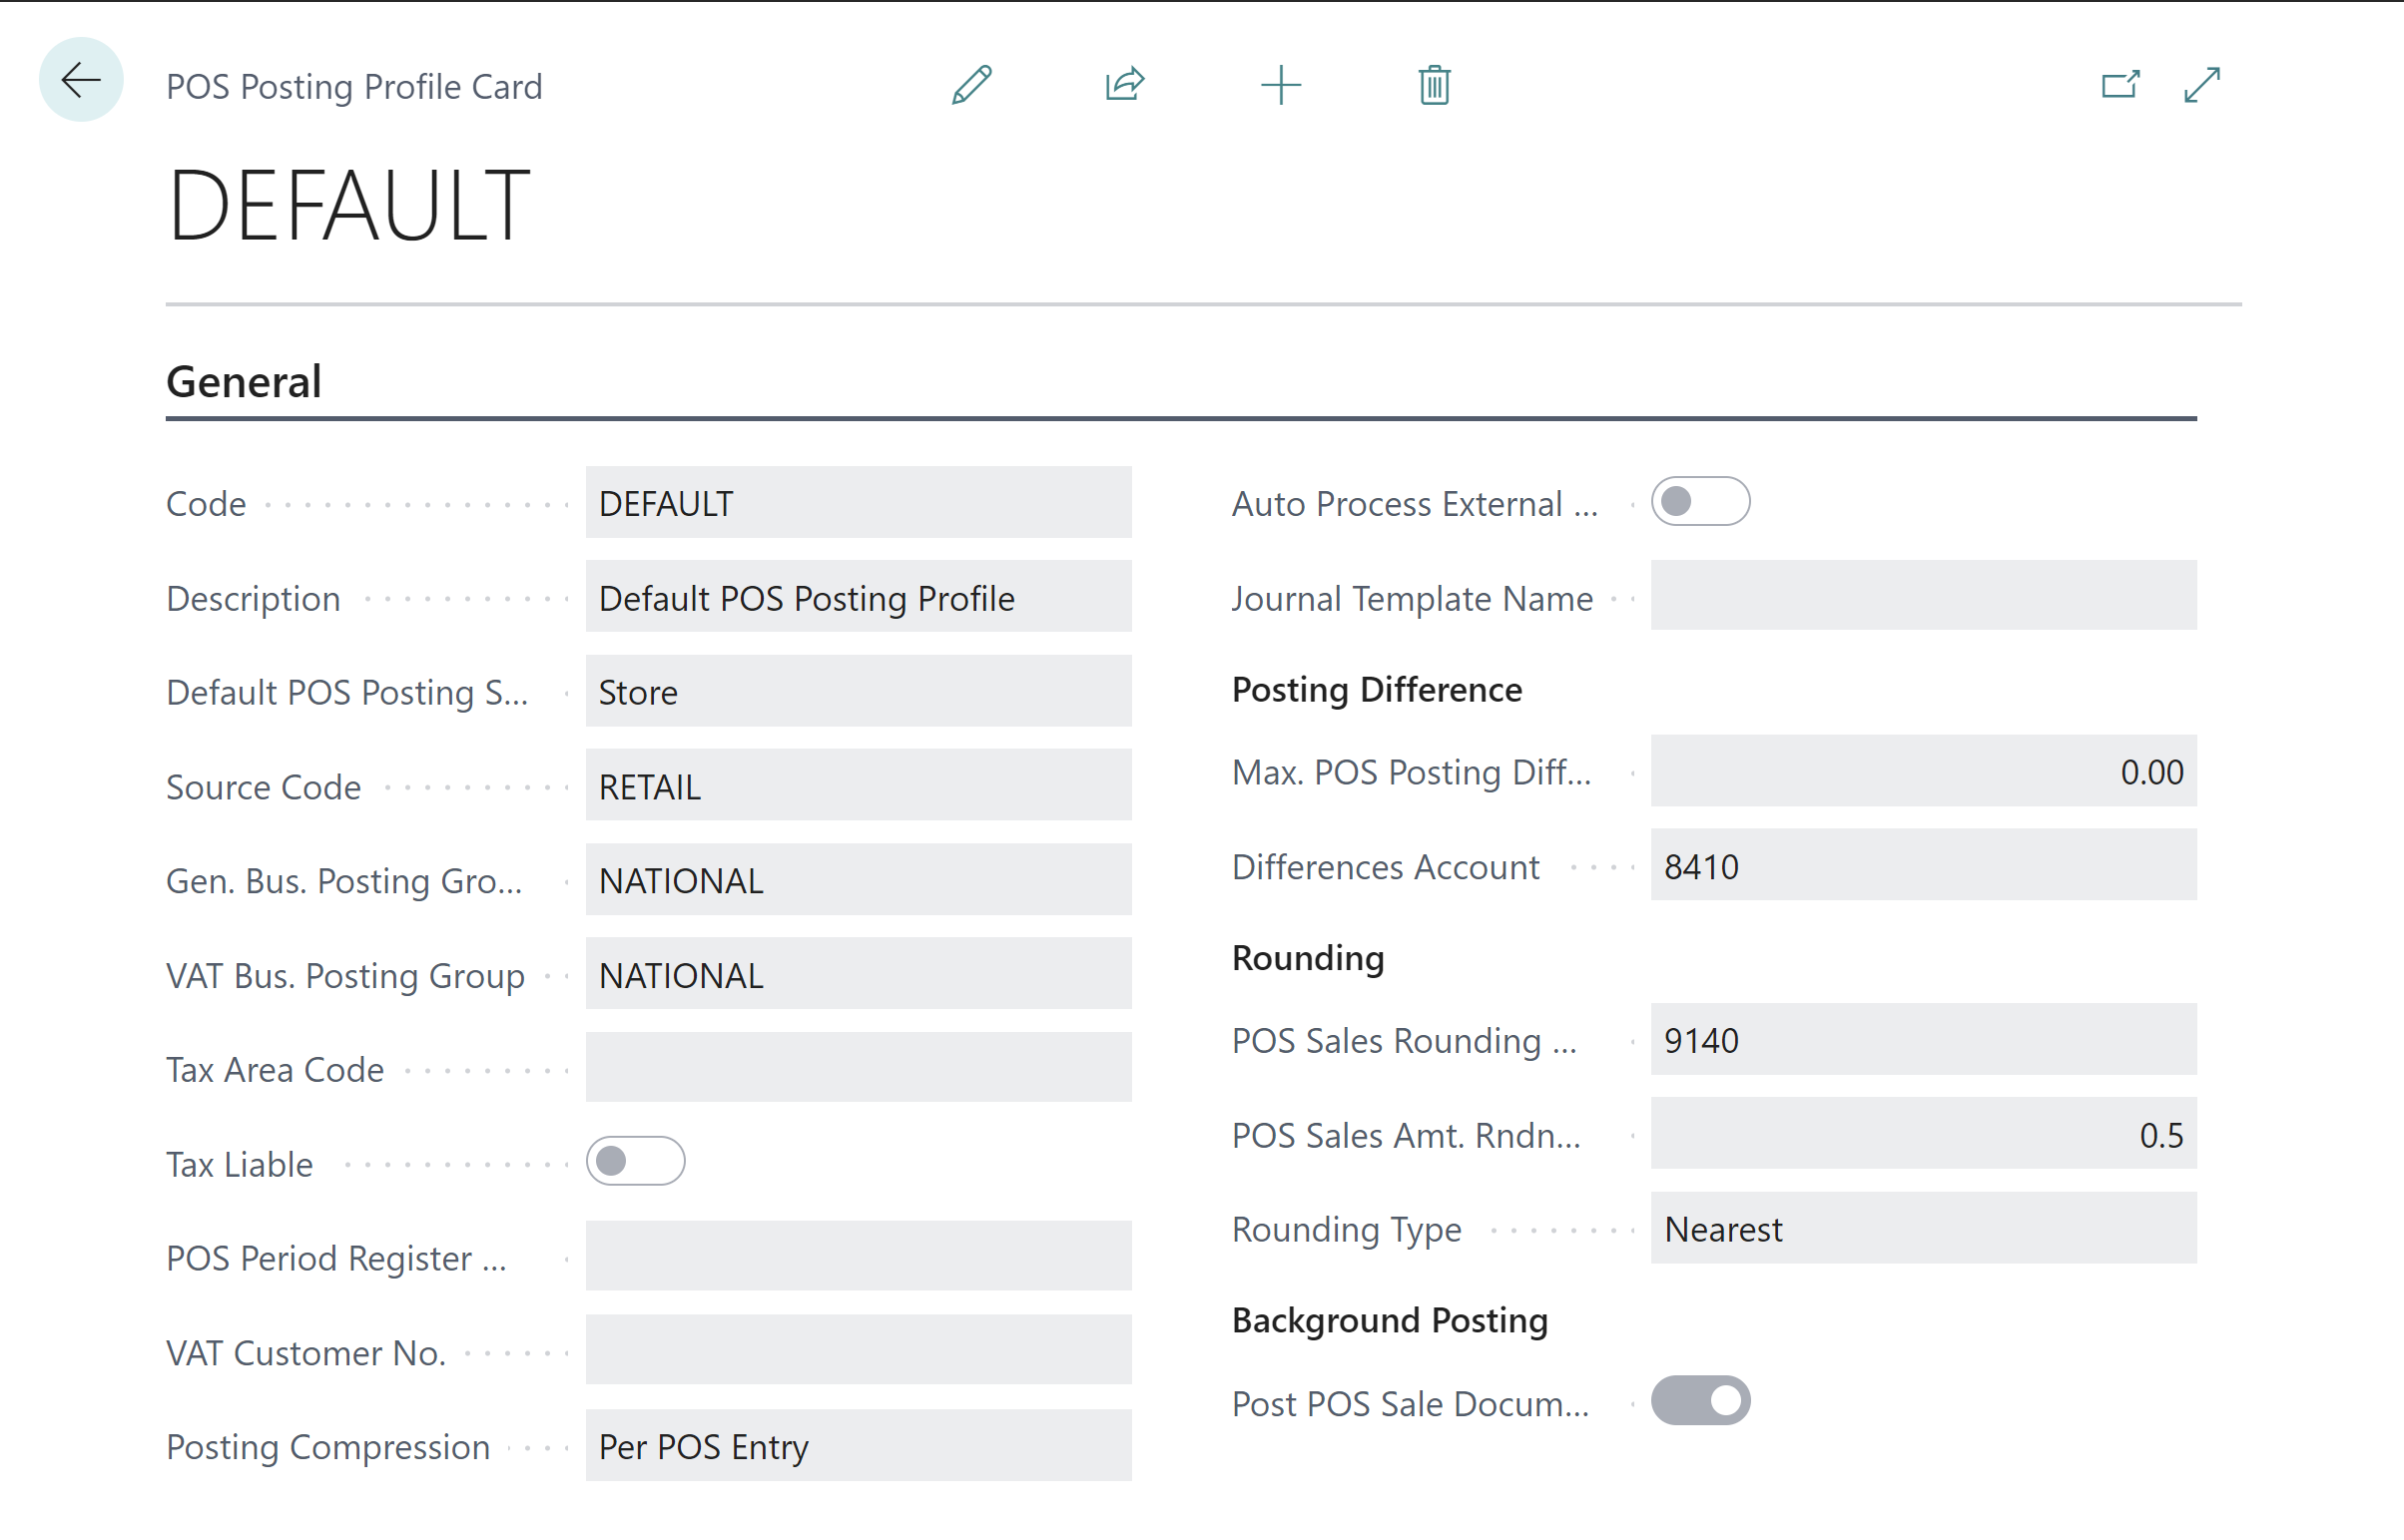 POS Posting Profile Card
DEFAULT
General
Code DEFAULT
Description Default POS Posting Profile
Default POS Posting S... Store
Source Code RETAIL
Gen. Bus. Posting Gro... NATIONAL
VAT Bus. Posting Group NATIONAL
Tax Area Code
Tax Liable
POS Period Register ...
VAT Customer No.
Posting Compression Per POS Entry
Auto Process External ...
Journal Template Name
Posting Difference
Max. POS Posting Diff... 0.00
Differences Account 8410
Rounding
POS Sales Rounding ... 9140
POS Sales Amt. Rndn... 0.5
Rounding Type Nearest
Background Posting
Post POS Sale Docum...